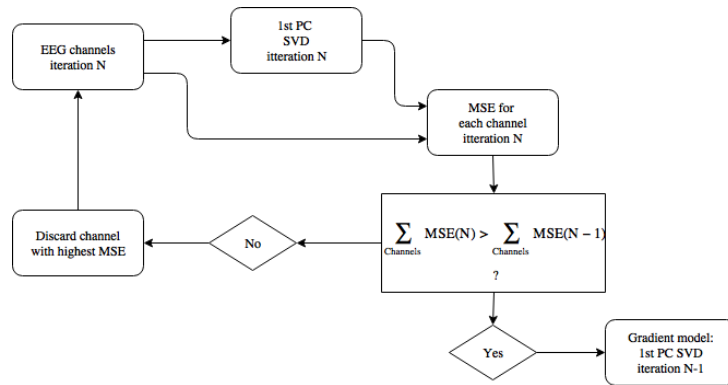 EEG channels
iteration N
1st PC
SVD
itteration N
MSE for
each channel
itteration N
∑ MSE(N) > ∑ MSE(N − 1)
Channels Channels
?
No
Discard channel
with highest MSE
Yes
Gradient model:
1st PC SVD
iteration N-1